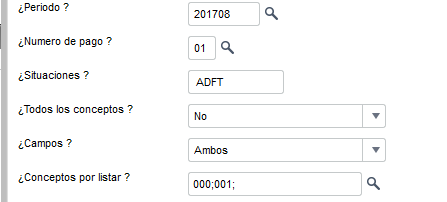 ¿Periodo ? 201708
¿Numero de pago ? 01
¿Situaciones ? ADFT
¿Todos los conceptos ? No
¿Campos ? Ambos
¿Conceptos por listar ? 000;001;